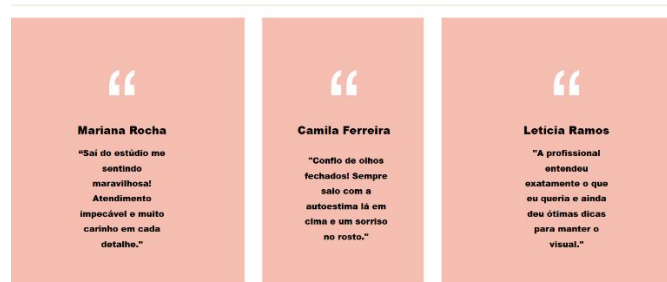 “
Mariana Rocha
“Saí do estúdio me
sentindo
maravilhosa!
Atendimento
impecável e muito
carinho em cada
detalhe."
“
Camila Ferreira
"Confio de olhos
fechados! Sempre
saio com a
autoestima lá em
cima e um sorriso
no rosto."
“
Letícia Ramos
"A profissional
entendeu
exatamente o que
eu queria e ainda
deu ótimas dicas
para manter o
visual."